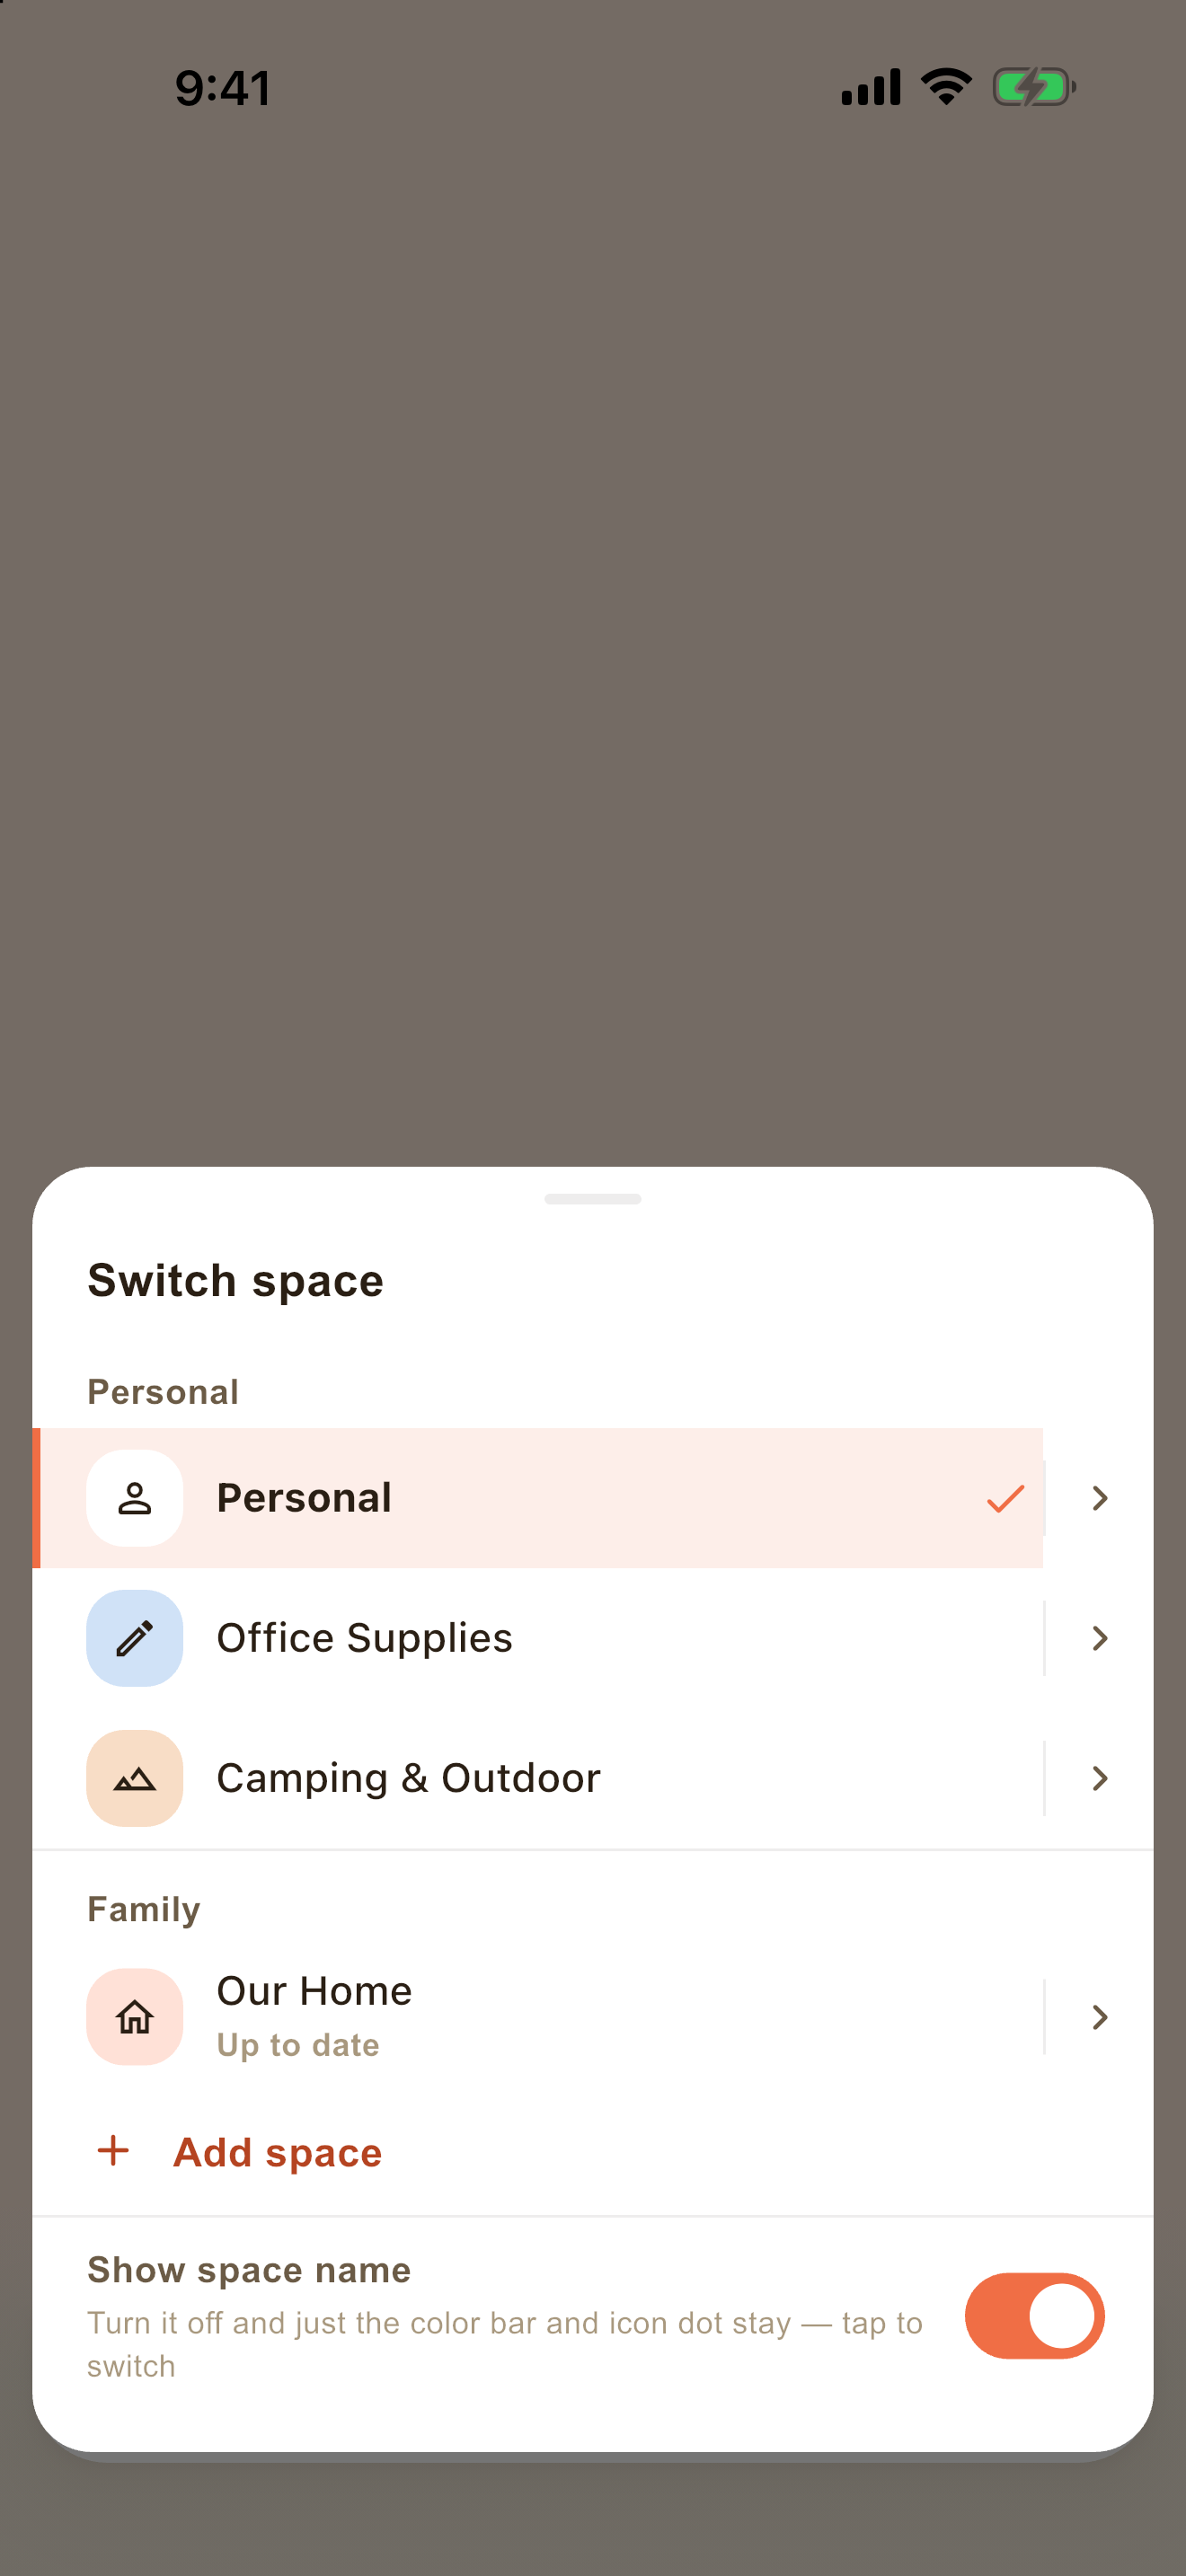 9:41
Switch space
Personal
Personal
Office Supplies
Camping & Outdoor
Family
Our Home
Up to date
Add space
Show space name
Turn it off and just the color bar and icon dot stay — tap to
switch